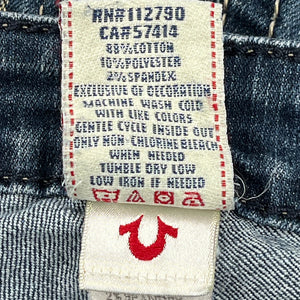 RN#112790
CA#57414
88%COTTON
10%POLYESTER
2%SPANDEX
EXCLUSIVE OF DECORATION
MACHINE WASH COLD
WITH LIKE COLORS
GENTLE CYCLE INSIDE OUT
ONLY NON-CHLORINE BLEACH
WHEN NEEDED
TUMBLE DRY LOW
LOW IRON IF NEEDED